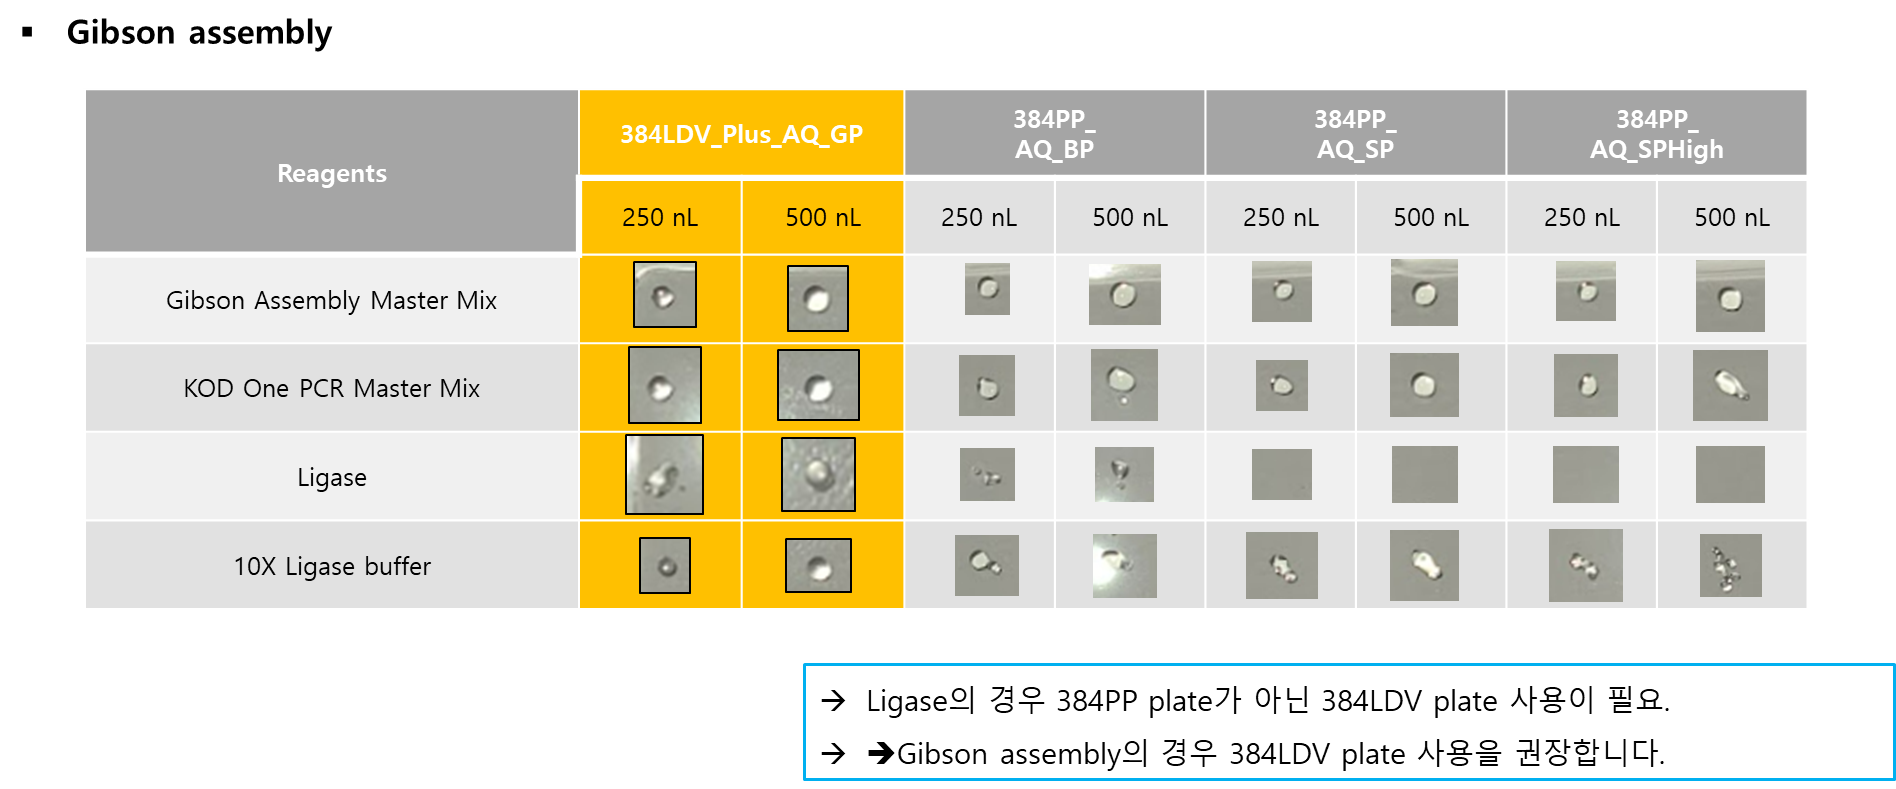 ▪ Gibson assembly
Reagents
384LDV_Plus_AQ_GP
384PP_
AQ_BP
384PP_
AQ_SP
384PP_
AQ_SPHigh
250 nL 500 nL 250 nL 500 nL 250 nL 500 nL 250 nL 500 nL
Gibson Assembly Master Mix
KOD One PCR Master Mix
Ligase
10X Ligase buffer
→ Ligase의 경우 384PP plate가 아닌 384LDV plate 사용이 필요.
→ ➔Gibson assembly의 경우 384LDV plate 사용을 권장합니다.